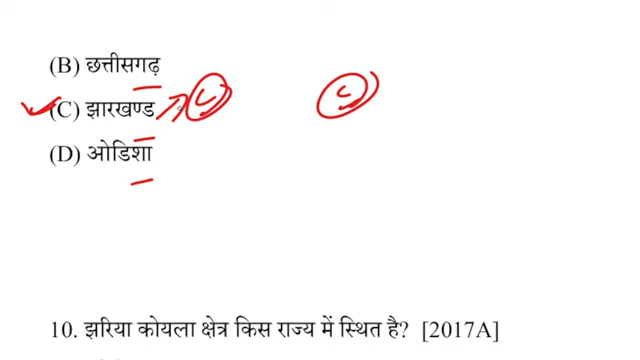 (B) छत्तीसगढ़
(C) झारखण्ड C C
(D) ओडिशा
10. झरिया कोयला क्षेत्र किस राज्य में स्थित है? [2017A]